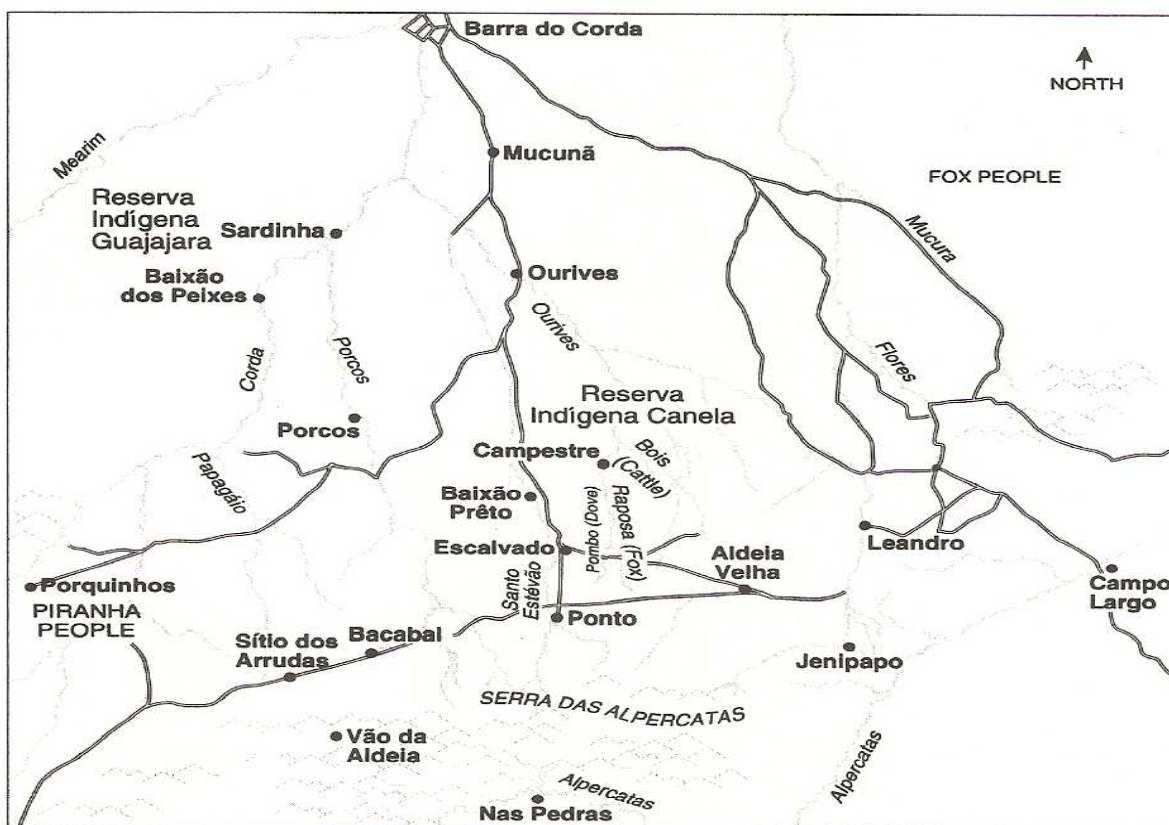 Barra do Corda
NORTH
Mearim
Mucunã
FOX PEOPLE
Reserva
Indígena
Guajajara
Sardinha
Mucura
Baixão
dos Peixes
Ourives
Ourives
Corda
Porcos
Flores
Reserva
Indígena Canela
Porcos
Campestre
Bois
(Cattle)
Papagáio
Baixão
Prêto
Pombo (Dove)
Raposa (Fox)
Leandro
Escalvado
Aldeia
Velha
Campo
Largo
Porquinhos
PIRANHA
PEOPLE
Santo
Estévão
Ponto
Sítio dos
Arrudas
Bacabal
Jenipapo
SERRA DAS ALPERCATAS
Vão da
Aldeia
Alpercatas
Alpercatas
Nas Pedras